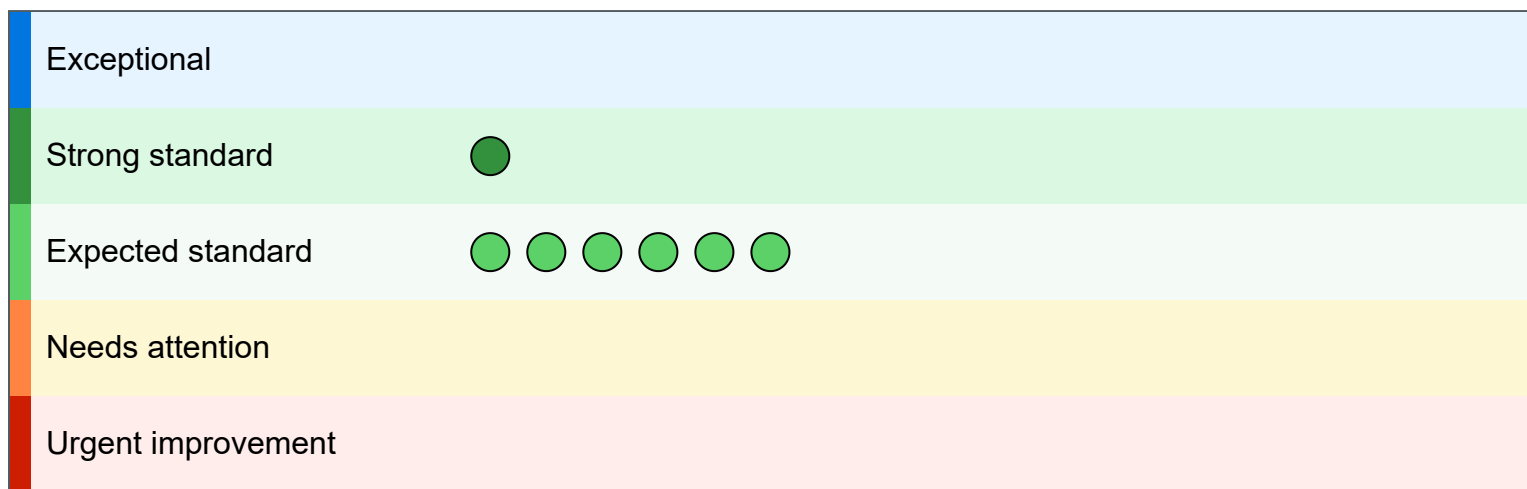 Exceptional
Strong standard
Expected standard
Needs attention
Urgent improvement